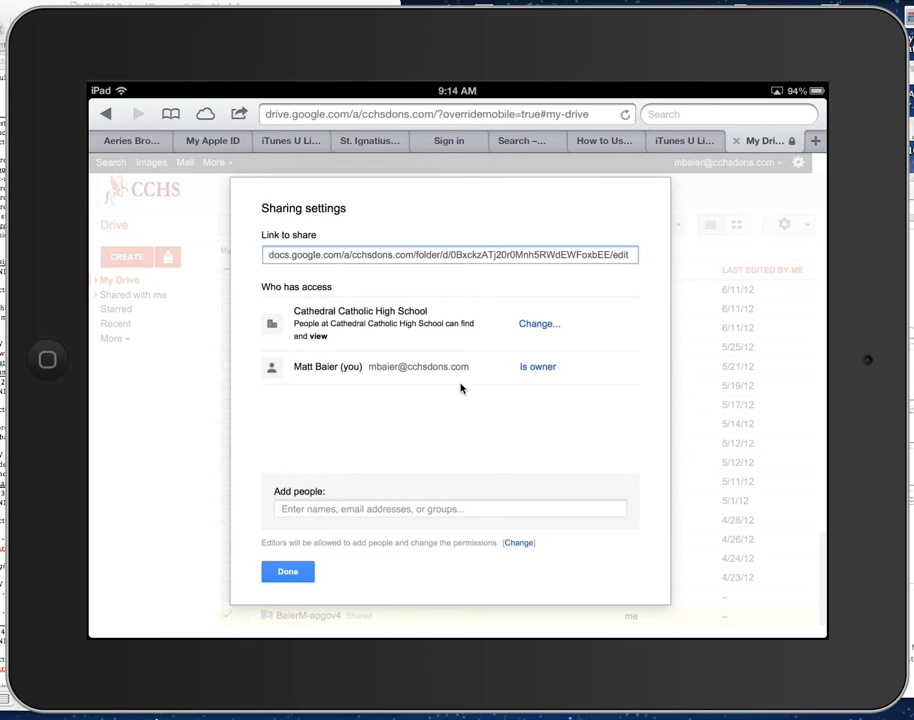 iPad 9:14 AM 94%
drive.google.com/a/cchsdons.com/?overridemobile=true#my-drive Search
Aeries Bro... My Apple ID iTunes U Li... St. Ignatius... Sign in Search –... How to Us... iTunes U Li... × My Dri... +
Search Images Mail More mbaier@cchsdons.com
CCHS
Drive
CREATE
LAST EDITED BY ME
My Drive
Shared with me
Starred
Recent
More
Sharing settings
Link to share
docs.google.com/a/cchsdons.com/folder/d/0BxckzATj20r0Mnh5RWdEWFoxbEE/edit
Who has access
Cathedral Catholic High School
People at Cathedral Catholic High School can find
and view
Change...
Matt Baier (you) mbaier@cchsdons.com Is owner
Add people:
Enter names, email addresses, or groups...
Editors will be allowed to add people and change the permissions. [Change]
Done
6/11/12
6/11/12
6/11/12
5/25/12
5/21/12
5/19/12
5/17/12
5/14/12
5/12/12
5/12/12
5/11/12
5/1/12
4/28/12
4/26/12
4/24/12
4/23/12
–
BaierM-apgov4 Shared me –